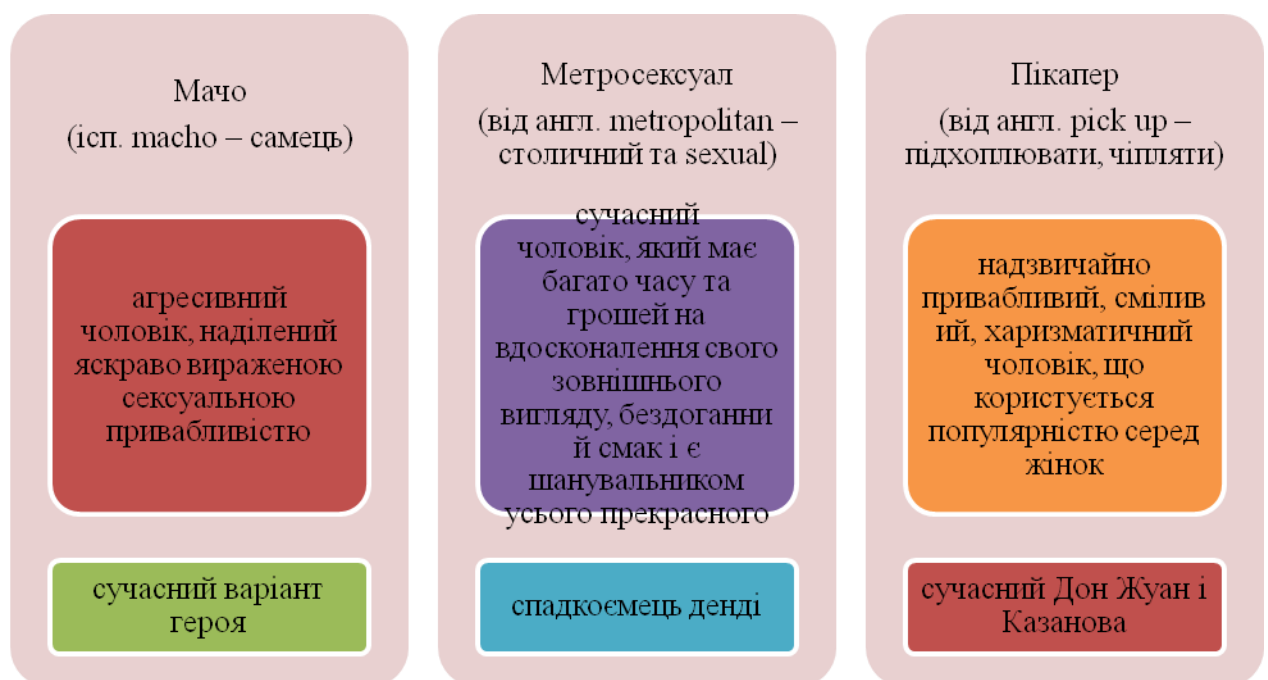 Мачо
(ісп. macho – самець)
агресивний
чоловік, наділений
яскраво вираженою
сексуальною
привабливістю
сучасний варіант
героя
Метросексуал
(від англ. metropolitan –
столичний та sexual)
сучасний
чоловік, який має
багато часу та
грошей на
вдосконалення свого
зовнішнього
вигляду, бездоганни
й смак і є
шанувальником
усього прекрасного
спадкоємець денді
Пікапер
(від англ. pick up –
підхоплювати, чіпляти)
надзвичайно
привабливий, смілив
ий, харизматичний
чоловік, що
користується
популярністю серед
жінок
сучасний Дон Жуан і
Казанова